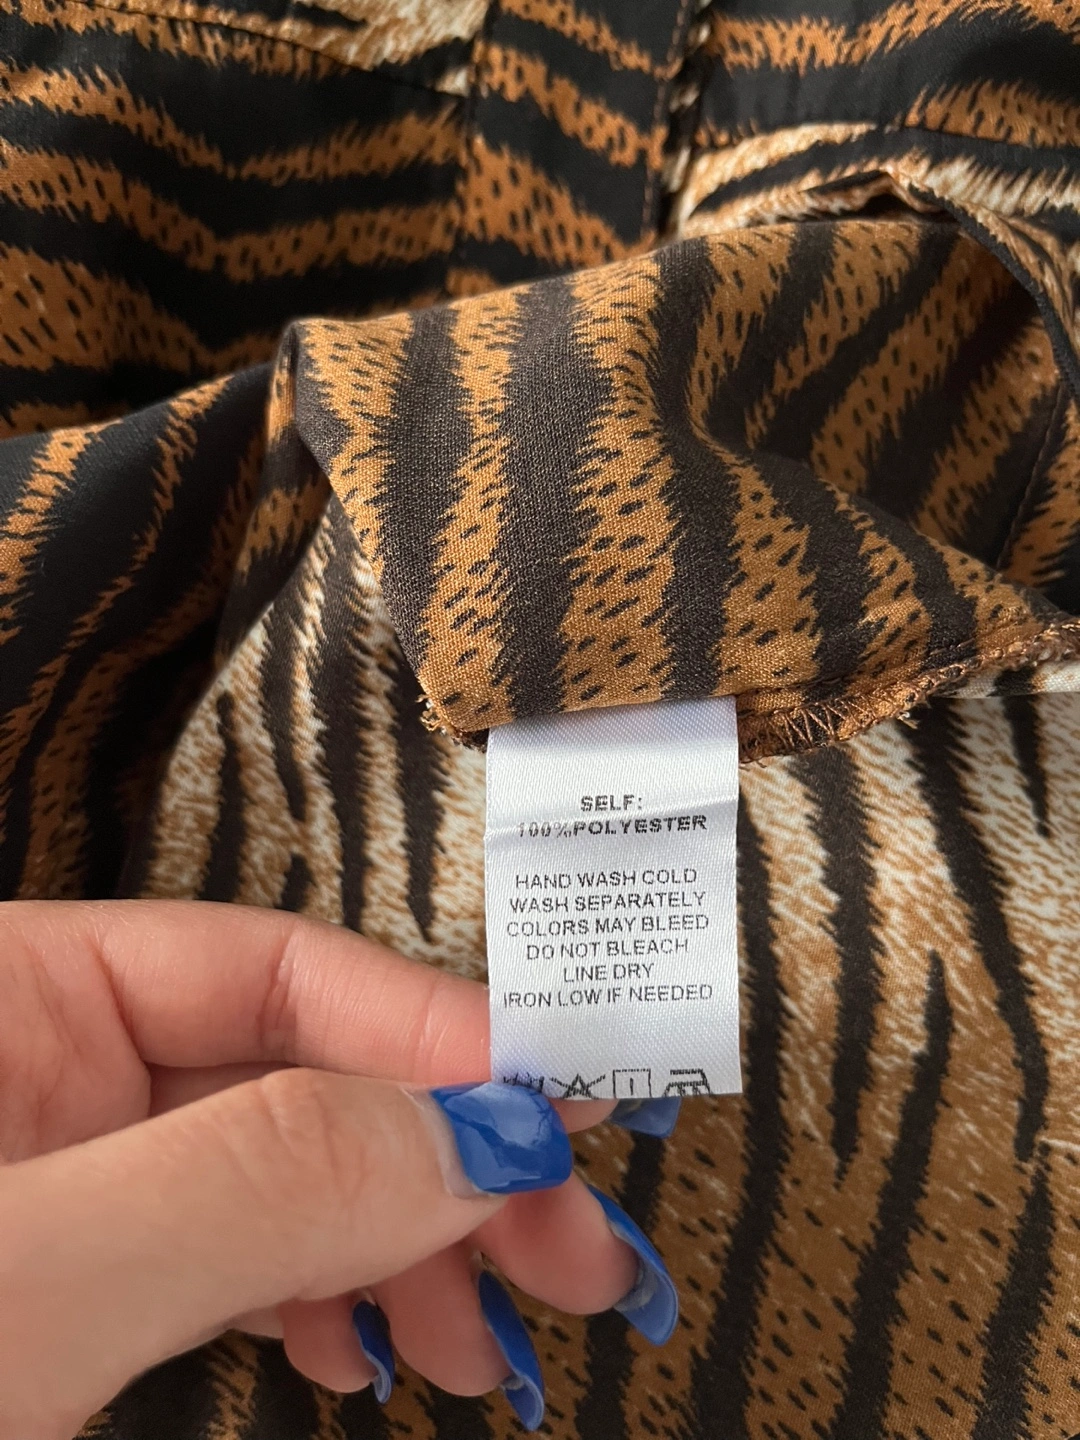 SELF:
100%POLYESTER
HAND WASH COLD
WASH SEPARATELY
COLORS MAY BLEED
DO NOT BLEACH
LINE DRY
IRON LOW IF NEEDED